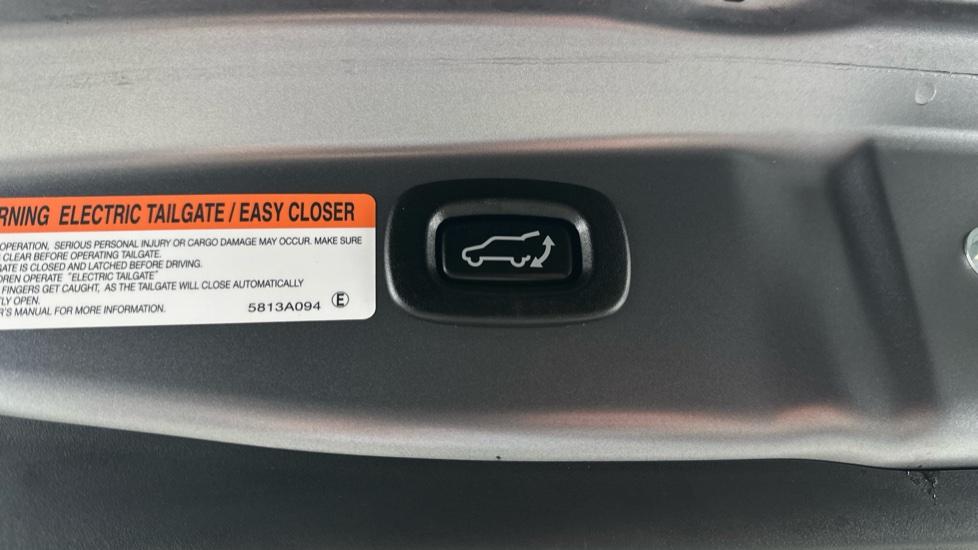 RNING ELECTRIC TAILGATE / EASY CLOSER
OPERATION, SERIOUS PERSONAL INJURY OR CARGO DAMAGE MAY OCCUR. MAKE SURE
CLEAR BEFORE OPERATING TAILGATE.
GATE IS CLOSED AND LATCHED BEFORE DRIVING.
DREN OPERATE "ELECTRIC TAILGATE"
FINGERS GET CAUGHT, AS THE TAILGATE WILL CLOSE AUTOMATICALLY
TLY OPEN.
R'S MANUAL FOR MORE INFORMATION.
5813A094 E